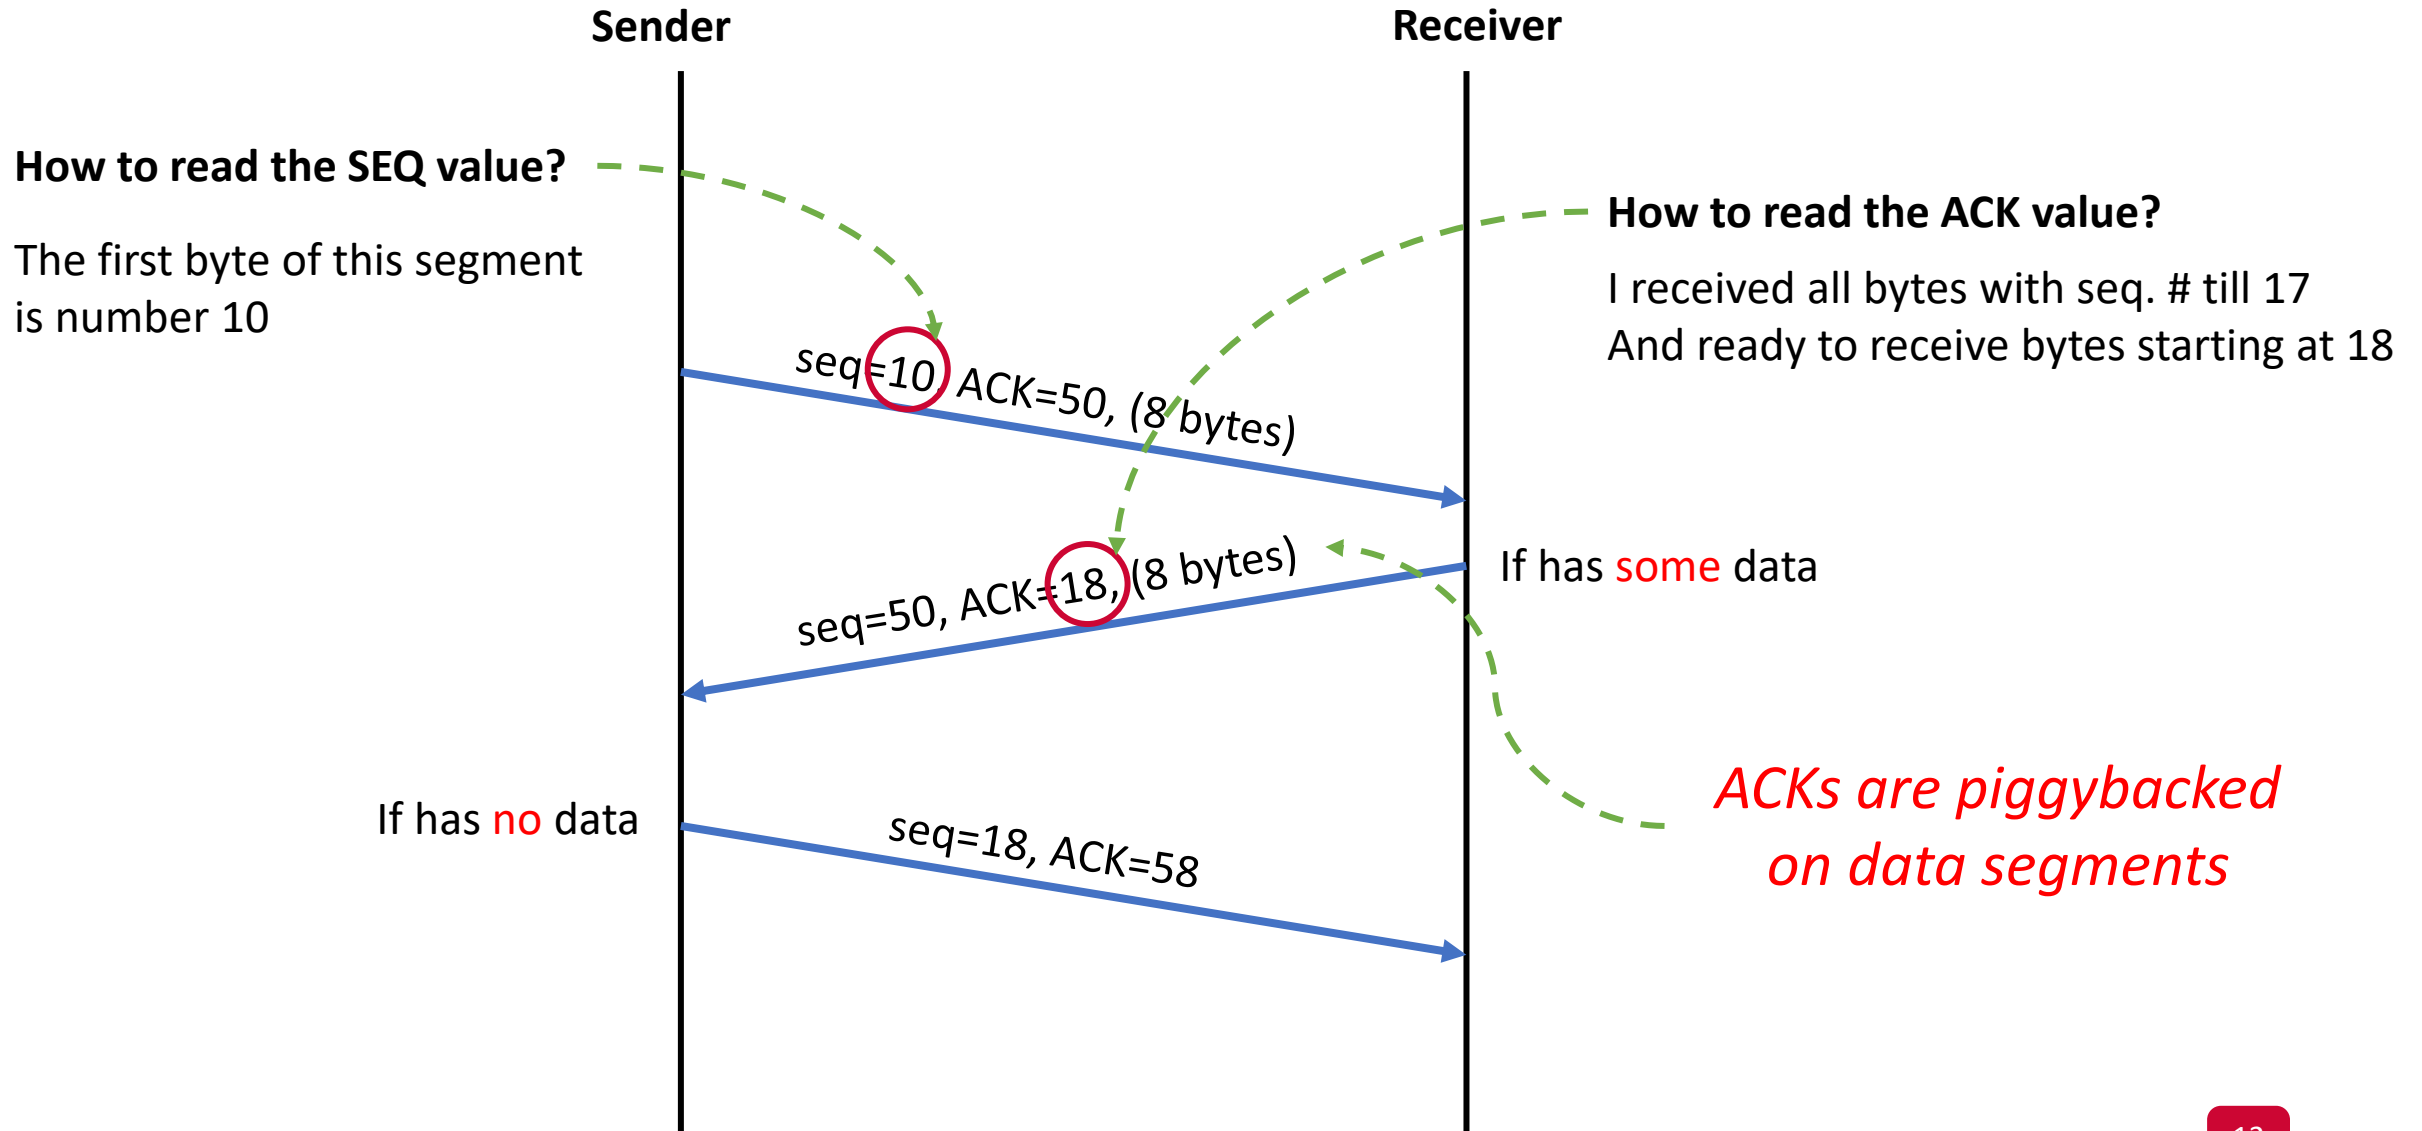 Sender
Receiver
How to read the SEQ value?
The first byte of this segment
is number 10
How to read the ACK value?
I received all bytes with seq. # till 17
And ready to receive bytes starting at 18
seq=10, ACK=50, (8 bytes)
seq=50, ACK=18, (8 bytes)
If has some data
If has no data
seq=18, ACK=58
ACKs are piggybacked
on data segments